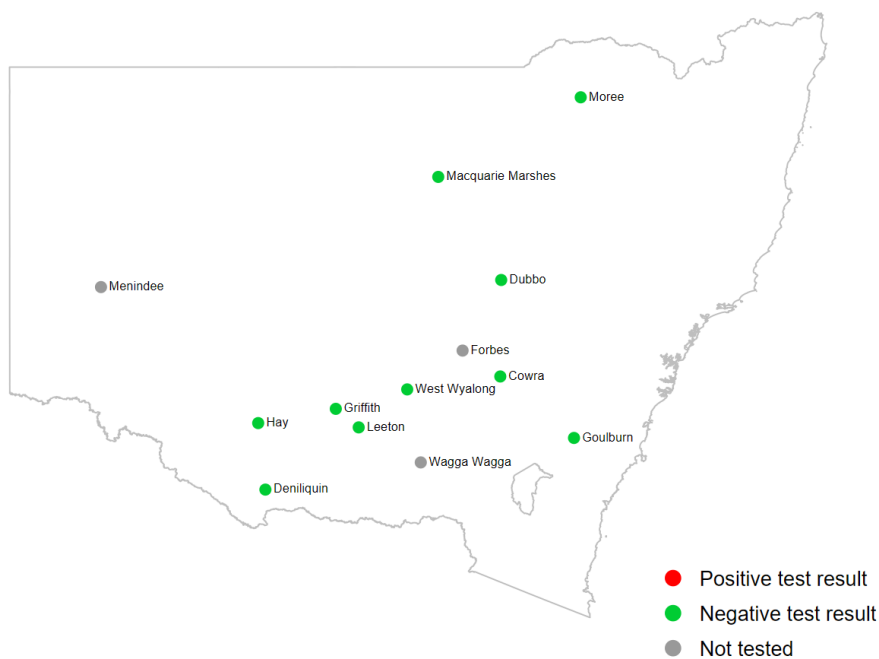 Moree
Macquarie Marshes
Dubbo
Menindee
Forbes
Cowra
West Wyalong
Griffith
Hay
Leeton
Goulburn
Wagga Wagga
Deniliquin
Positive test result
Negative test result
Not tested